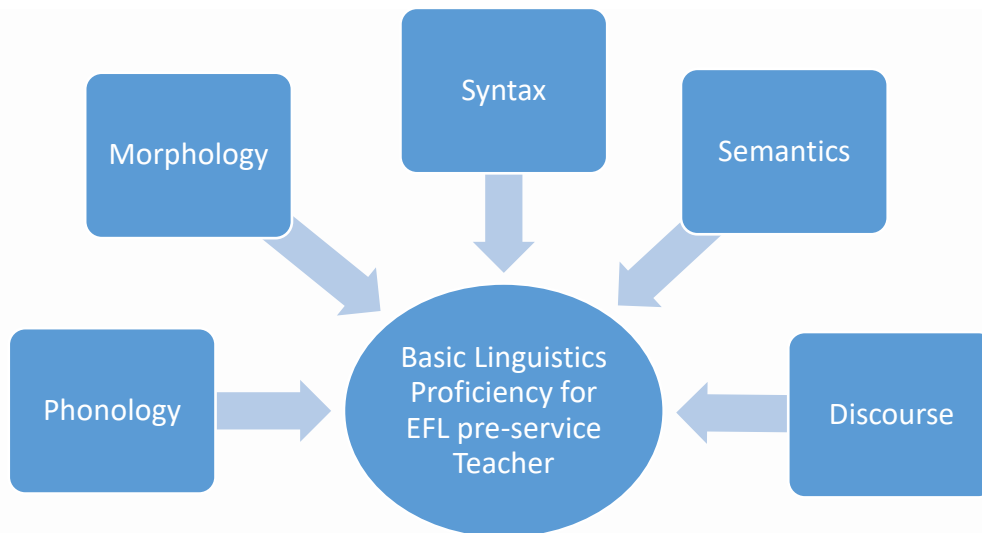 Syntax
Morphology
Semantics
Basic Linguistics
Proficiency for
EFL pre-service
Teacher
Phonology
Discourse